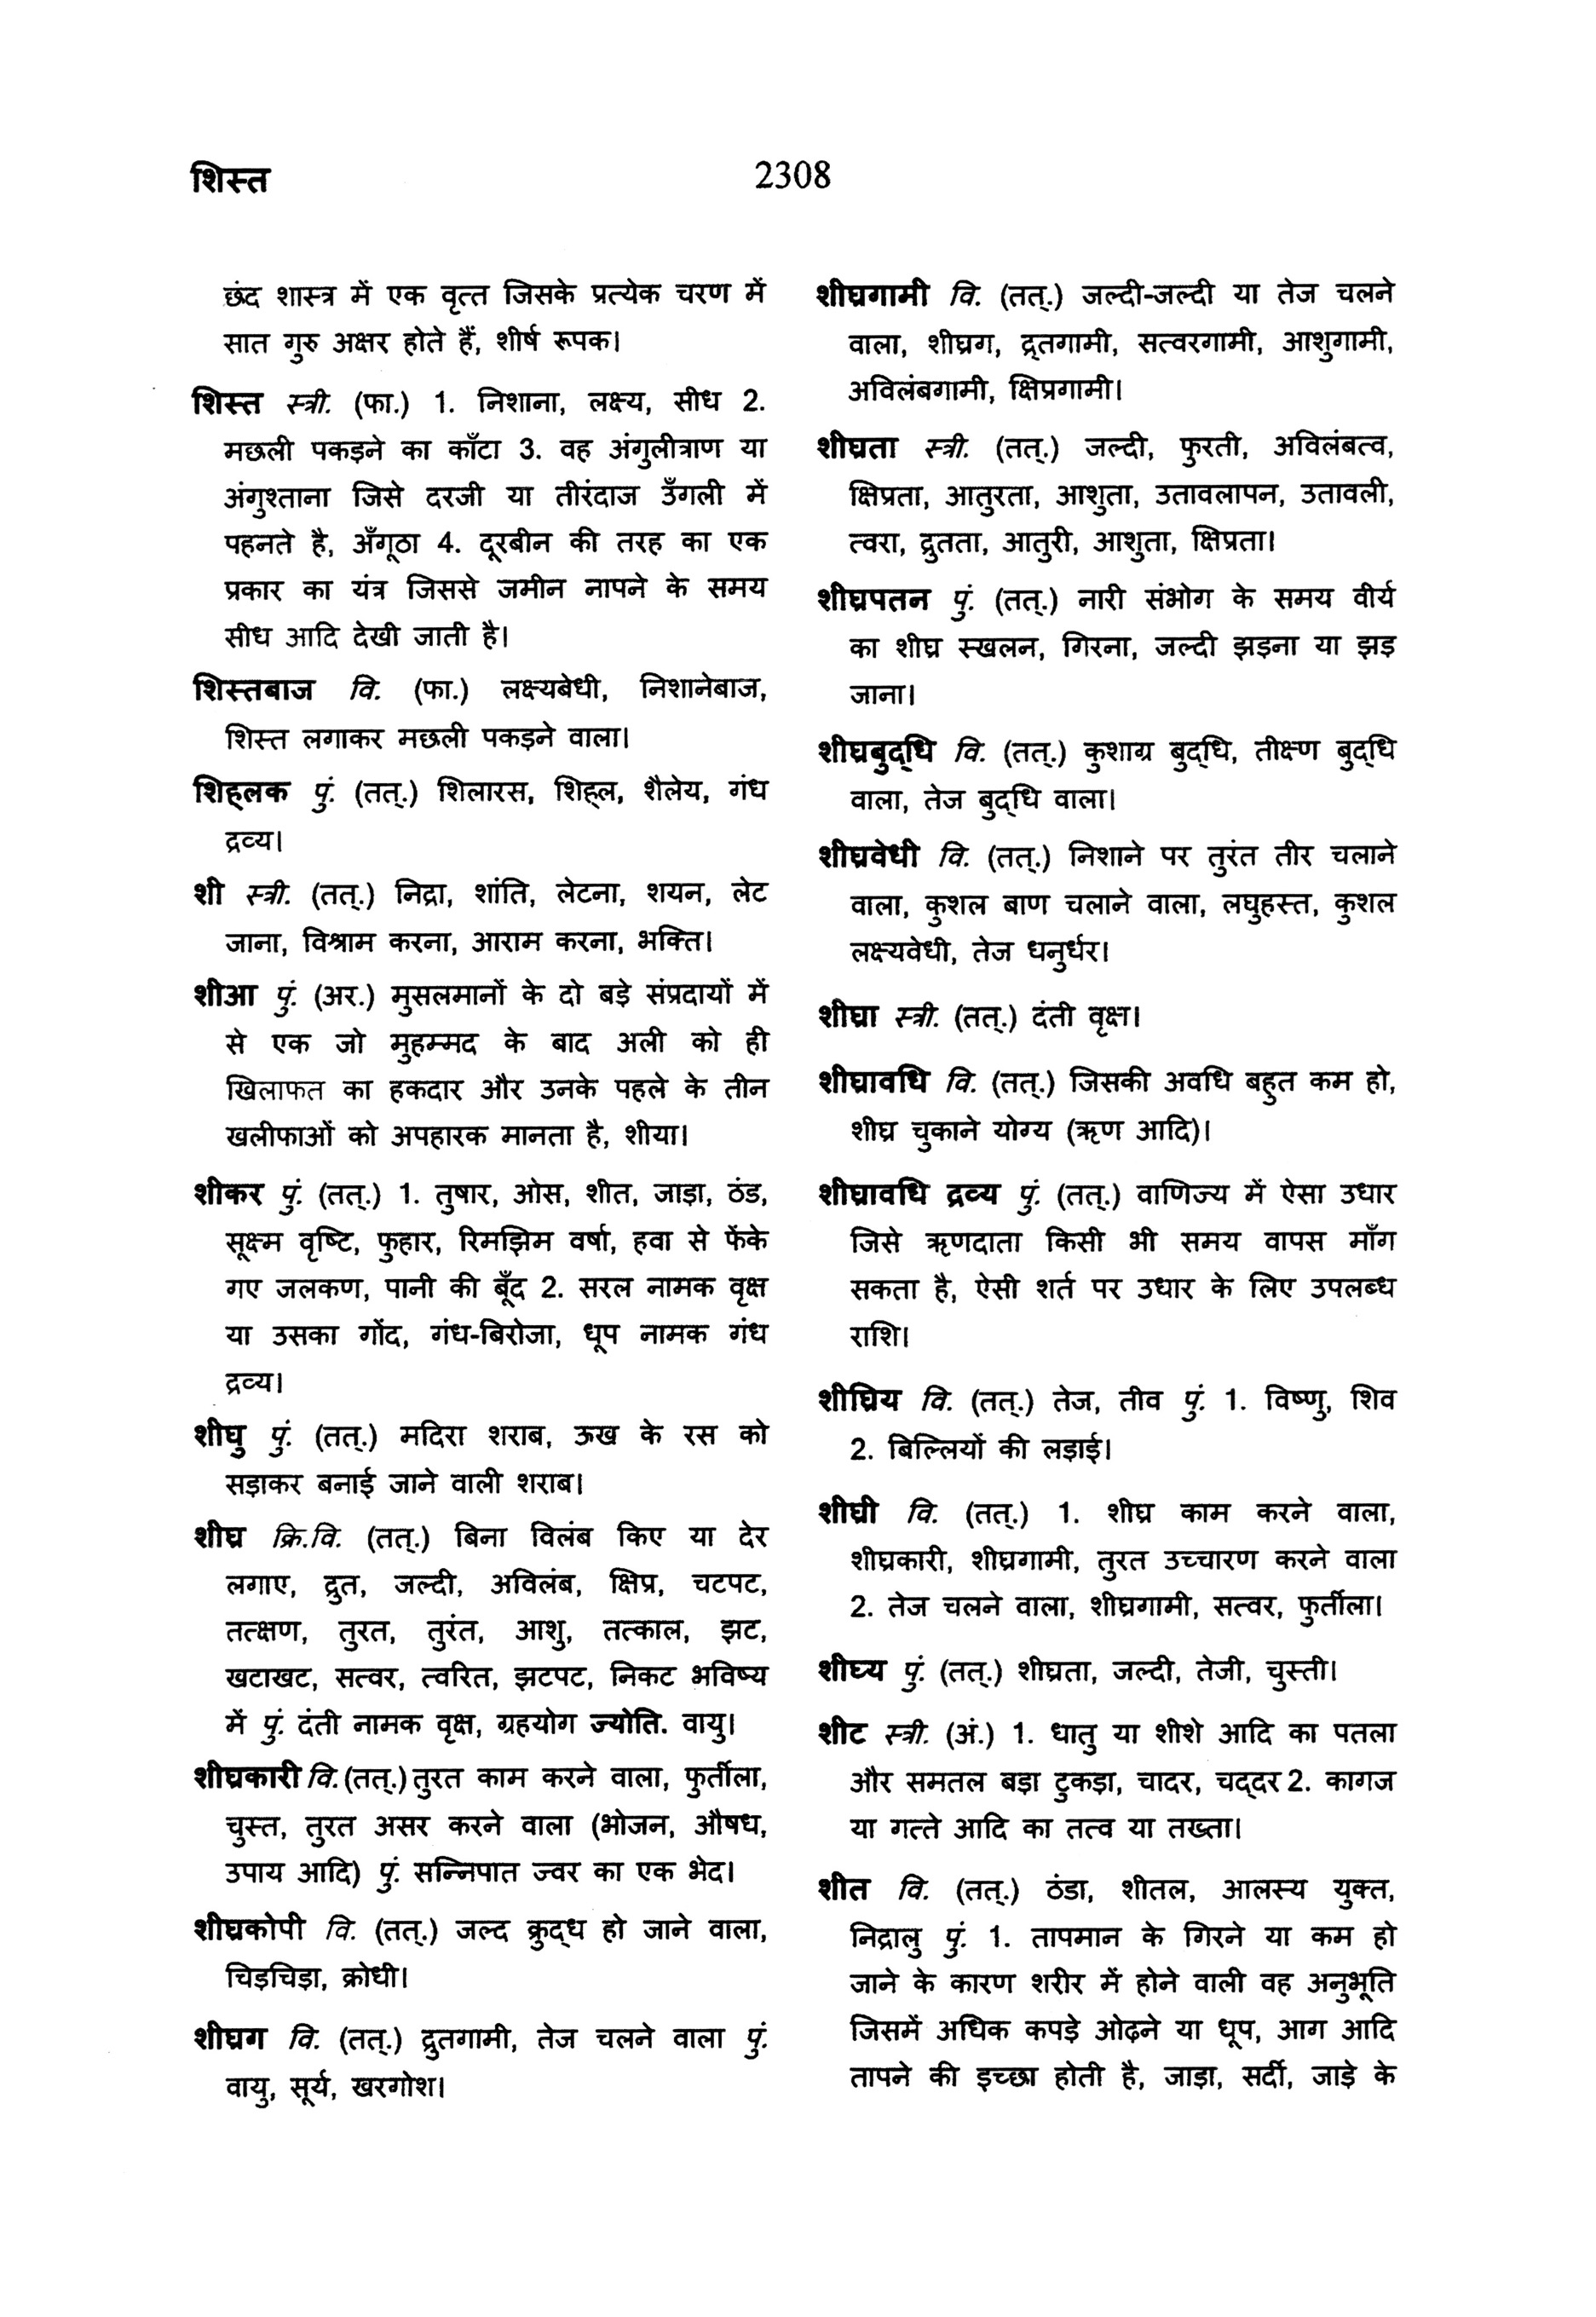 शिस्त
2308
छंद शास्त्र में एक वृत्त जिसके प्रत्येक चरण में
सात गुरु अक्षर होते हैं, शीर्ष रूपक।
शिस्त स्त्री. (फा.) 1. निशाना, लक्ष्य, सीध 2.
मछली पकड़ने का काँटा 3. वह अंगुलीत्राण या
अंगुश्ताना जिसे दरजी या तीरंदाज उँगली में
पहनते है, अँगूठा 4. दूरबीन की तरह का एक
प्रकार का यंत्र जिससे जमीन नापने के समय
सीध आदि देखी जाती है।
शिस्तबाज वि. (फा.) लक्ष्यबेधी, निशानेबाज,
शिस्त लगाकर मछली पकड़ने वाला।
शिह्लक पुं. (तत्.) शिलारस, शिह्ल, शैलेय, गंध
द्रव्य।
शी स्त्री. (तत्.) निद्रा, शांति, लेटना, शयन, लेट
जाना, विश्राम करना, आराम करना, भक्ति।
शीआ पुं. (अर.) मुसलमानों के दो बड़े संप्रदायों में
से एक जो मुहम्मद के बाद अली को ही
खिलाफत का हकदार और उनके पहले के तीन
खलीफाओं को अपहारक मानता है, शीया।
शीकर पुं. (तत्.) 1. तुषार, ओस, शीत, जाड़ा, ठंड,
सूक्ष्म वृष्टि, फुहार, रिमझिम वर्षा, हवा से फेंके
गए जलकण, पानी की बूँद 2. सरल नामक वृक्ष
या उसका गोंद, गंध-बिरोजा, धूप नामक गंध
द्रव्य।
शीघु पुं. (तत्.) मदिरा शराब, ऊख के रस को
सड़ाकर बनाई जाने वाली शराब।
शीघ्र क्रि.वि. (तत्.) बिना विलंब किए या देर
लगाए, द्रुत, जल्दी, अविलंब, क्षिप्र, चटपट,
तत्क्षण, तुरत, तुरंत, आशु, तत्काल, झट,
खटाखट, सत्वर, त्वरित, झटपट, निकट भविष्य
में पुं. दंती नामक वृक्ष, ग्रहयोग ज्योति. वायु।
शीघ्रकारी वि. (तत्.) तुरत काम करने वाला, फुर्तीला,
चुस्त, तुरत असर करने वाला (भोजन, औषध,
उपाय आदि) पुं. सन्निपात ज्वर का एक भेद।
शीघ्रकोपी वि. (तत्.) जल्द क्रुद्ध हो जाने वाला,
चिड़चिड़ा, क्रोधी।
शीघ्रग वि. (तत्.) द्रुतगामी, तेज चलने वाला पुं.
वायु, सूर्य, खरगोश।
शीघ्रगामी वि. (तत्.) जल्दी-जल्दी या तेज चलने
वाला, शीघ्रग, द्र्तगामी, सत्वरगामी, आशुगामी,
अविलंबगामी, क्षिप्रगामी।
शीघ्रता स्त्री. (तत्.) जल्दी, फुरती, अविलंबत्व,
क्षिप्रता, आतुरता, आशुता, उतावलापन, उतावली,
त्वरा, द्रुतता, आतुरी, आशुता, क्षिप्रता।
शीघ्रपतन पुं. (तत्.) नारी संभोग के समय वीर्य
का शीघ्र स्खलन, गिरना, जल्दी झड़ना या झड़
जाना।
शीघ्रबुद्धि वि. (तत्.) कुशाग्र बुद्धि, तीक्ष्ण बुद्धि
वाला, तेज बुद्धि वाला।
शीघ्रवेधी वि. (तत्.) निशाने पर तुरंत तीर चलाने
वाला, कुशल बाण चलाने वाला, लघुहस्त, कुशल
लक्ष्यवेधी, तेज धनुर्धर।
शीघ्रा स्त्री. (तत्.) दंती वृक्ष।
शीघ्रावधि वि. (तत्.) जिसकी अवधि बहुत कम हो,
शीघ्र चुकाने योग्य (ऋण आदि)।
शीघ्रावधि द्रव्य पुं. (तत्.) वाणिज्य में ऐसा उधार
जिसे ऋणदाता किसी भी समय वापस माँग
सकता है, ऐसी शर्त पर उधार के लिए उपलब्ध
राशि।
शीघ्रिय वि. (तत्.) तेज, तीव पुं. 1. विष्णु, शिव
2. बिल्लियों की लड़ाई।
शीघ्री वि. (तत्.) 1. शीघ्र काम करने वाला,
शीघ्रकारी, शीघ्रगामी, तुरत उच्चारण करने वाला
2. तेज चलने वाला, शीघ्रगामी, सत्वर, फुर्तीला।
शीघ्य पुं. (तत्.) शीघ्रता, जल्दी, तेजी, चुस्ती।
शीट स्त्री. (अं.) 1. धातु या शीशे आदि का पतला
और समतल बड़ा टुकड़ा, चादर, चद्दर 2. कागज
या गत्ते आदि का तत्व या तख्ता।
शीत वि. (तत्.) ठंडा, शीतल, आलस्य युक्त,
निद्रालु पुं. 1. तापमान के गिरने या कम हो
जाने के कारण शरीर में होने वाली वह अनुभूति
जिसमें अधिक कपड़े ओढ़ने या धूप, आग आदि
तापने की इच्छा होती है, जाड़ा, सर्दी, जाड़े के